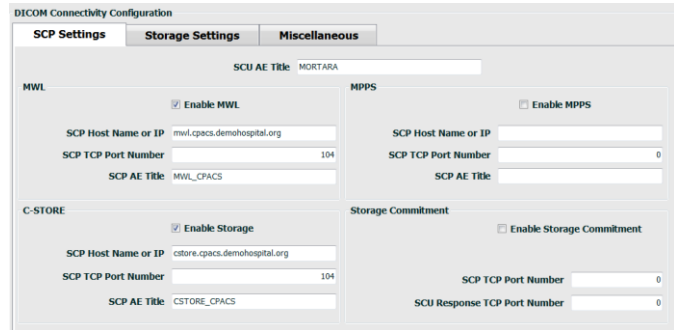 DICOM Connectivity Configuration
SCP Settings Storage Settings Miscellaneous
SCU AE Title MORTARA
MWL
Enable MWL
SCP Host Name or IP mwl.cpacs.demohospital.org
SCP TCP Port Number 104
SCP AE Title MWL_CPACS
MPPS
Enable MPPS
SCP Host Name or IP
SCP TCP Port Number 0
SCP AE Title
C-STORE
Enable Storage
SCP Host Name or IP cstore.cpacs.demohospital.org
SCP TCP Port Number 104
SCP AE Title CSTORE_CPACS
Storage Commitment
Enable Storage Commitment
SCP TCP Port Number 0
SCU Response TCP Port Number 0